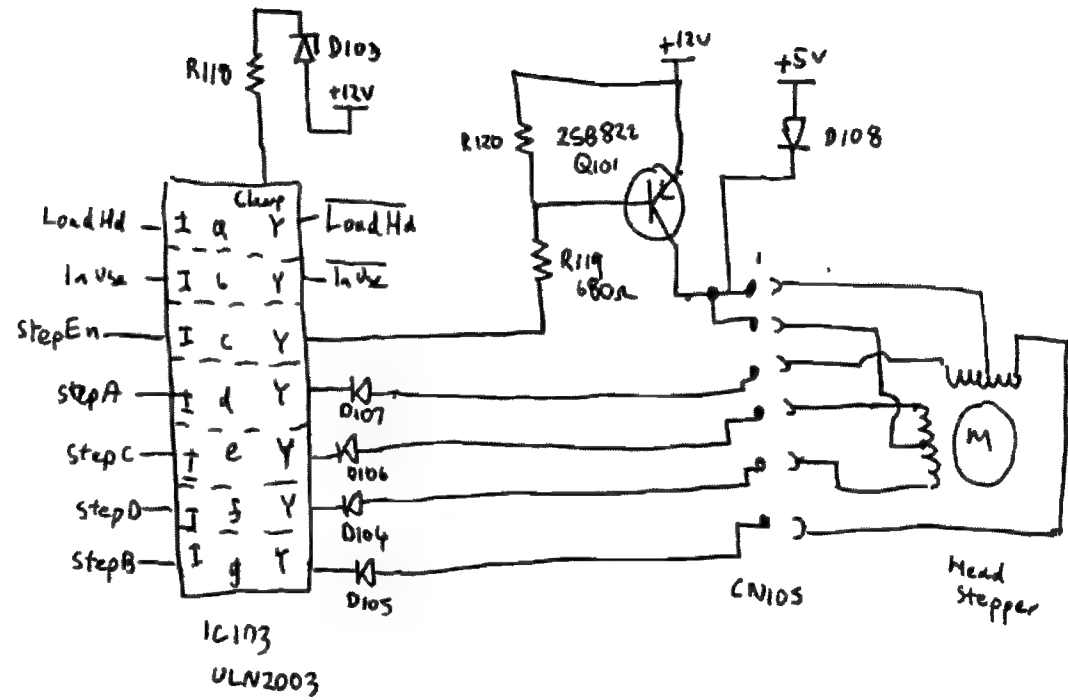 R118
D103
+12V
+12V
+5V
R120
2SB822
Q101
D108
Clamp
LoadHd
I a Y
LoadHd
InUse
I b Y
InUse
R119
680Ω
1
StepEn
I c Y
StepA
I d Y
D107
StepC
I e Y
D106
M
StepD
I f Y
D104
StepB
I g Y
D105
CN105
Head
Stepper
IC103
ULN2003